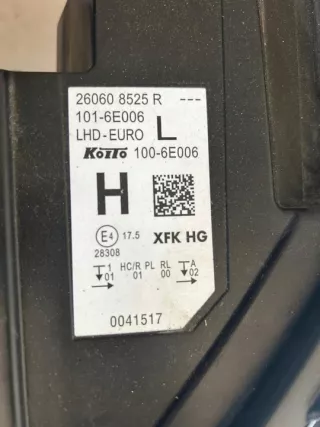 26060 8525 R ---
101-6E006
LHD-EURO L
Koito 100-6E006
H
E4 17.5 XFK HG
28308
1 HC/R PL RL A
01 01 00 02
0041517